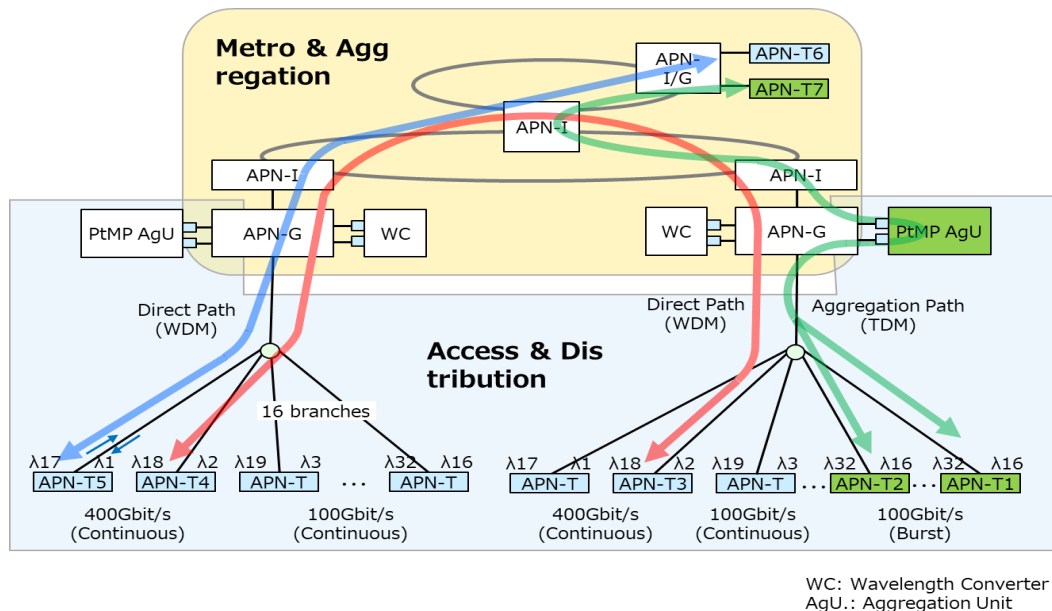 Metro & Agg
regation
APN-
I/G
APN-T6
APN-T7
APN-I
APN-I
APN-I
PtMP AgU
APN-G
WC
WC
APN-G
PtMP AgU
Direct Path
(WDM)
Direct Path
(WDM)
Aggregation Path
(TDM)
Access & Dis
tribution
16 branches
λ17 λ1 λ18 λ2 λ19 λ3 λ32 λ16
λ17 λ1 λ18 λ2 λ19 λ3 λ32 λ16 λ32 λ16
APN-T5 APN-T4 APN-T ... APN-T
APN-T APN-T3 APN-T ... APN-T2 ... APN-T1
400Gbit/s
(Continuous)
100Gbit/s
(Continuous)
400Gbit/s
(Continuous)
100Gbit/s
(Continuous)
100Gbit/s
(Burst)
WC: Wavelength Converter
AgU.: Aggregation Unit